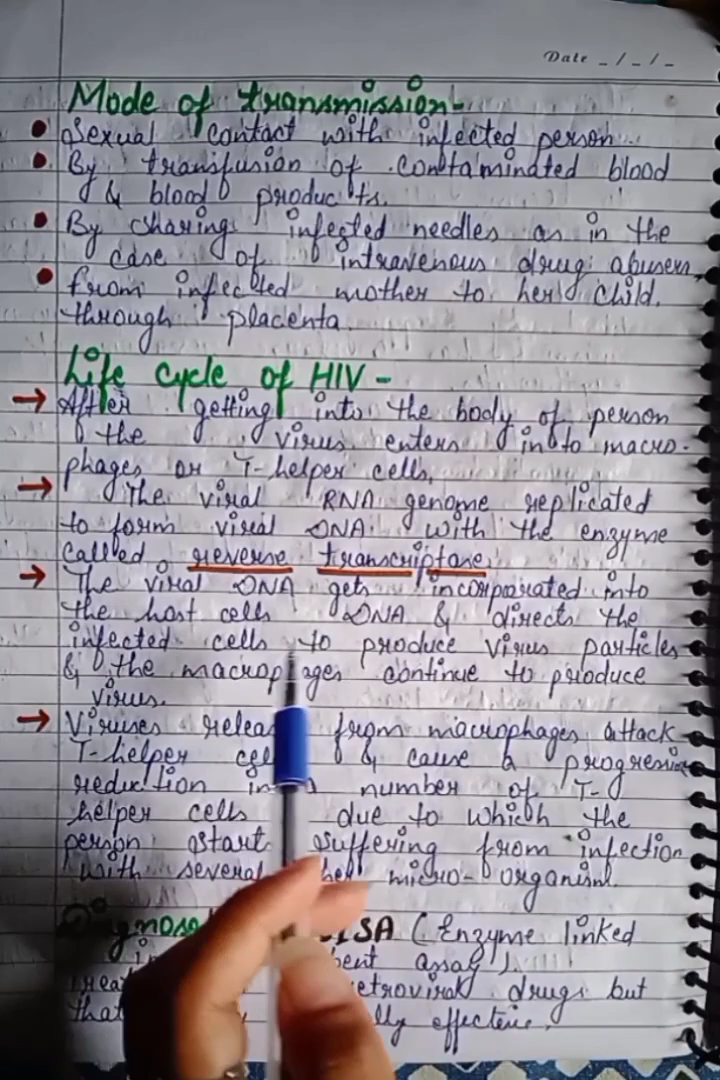 Date _/_/_
Mode of transmission-
Sexual contact with infected person.
By transfusion of contaminated blood
& blood products.
By sharing infected needles as in the
case of intravenous drug abusers,
from infected mother to her child.
through placenta.
Life cycle of HIV -
After getting into the body of person
the virus enters into macro-
phages or T-helper cells,
The viral RNA genome replicated
to form viral DNA with the enzyme
called reverse transcriptase.
The viral DNA gets incorporated into
the host cells DNA & directs the
infected cells to produce virus particles
& the macrophages continue to produce
virus.
Viruses releas from macrophages attack
T-helper & cause a progressive
reduction in number of T-
helper cells due to which the
person start suffering from infection
with several micro-organism.
ISA (Enzyme linked
assay).
drugs but
that effective.